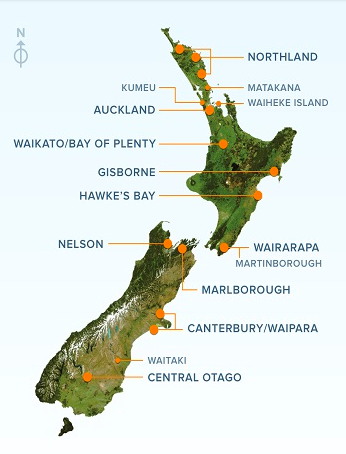 N
NORTHLAND
KUMEU
MATAKANA
WAIHEKE ISLAND
AUCKLAND
WAIKATO/BAY OF PLENTY
GISBORNE
HAWKE'S BAY
NELSON
WAIRARAPA
MARTINBOROUGH
MARLBOROUGH
CANTERBURY/WAIPARA
WAITAKI
CENTRAL OTAGO